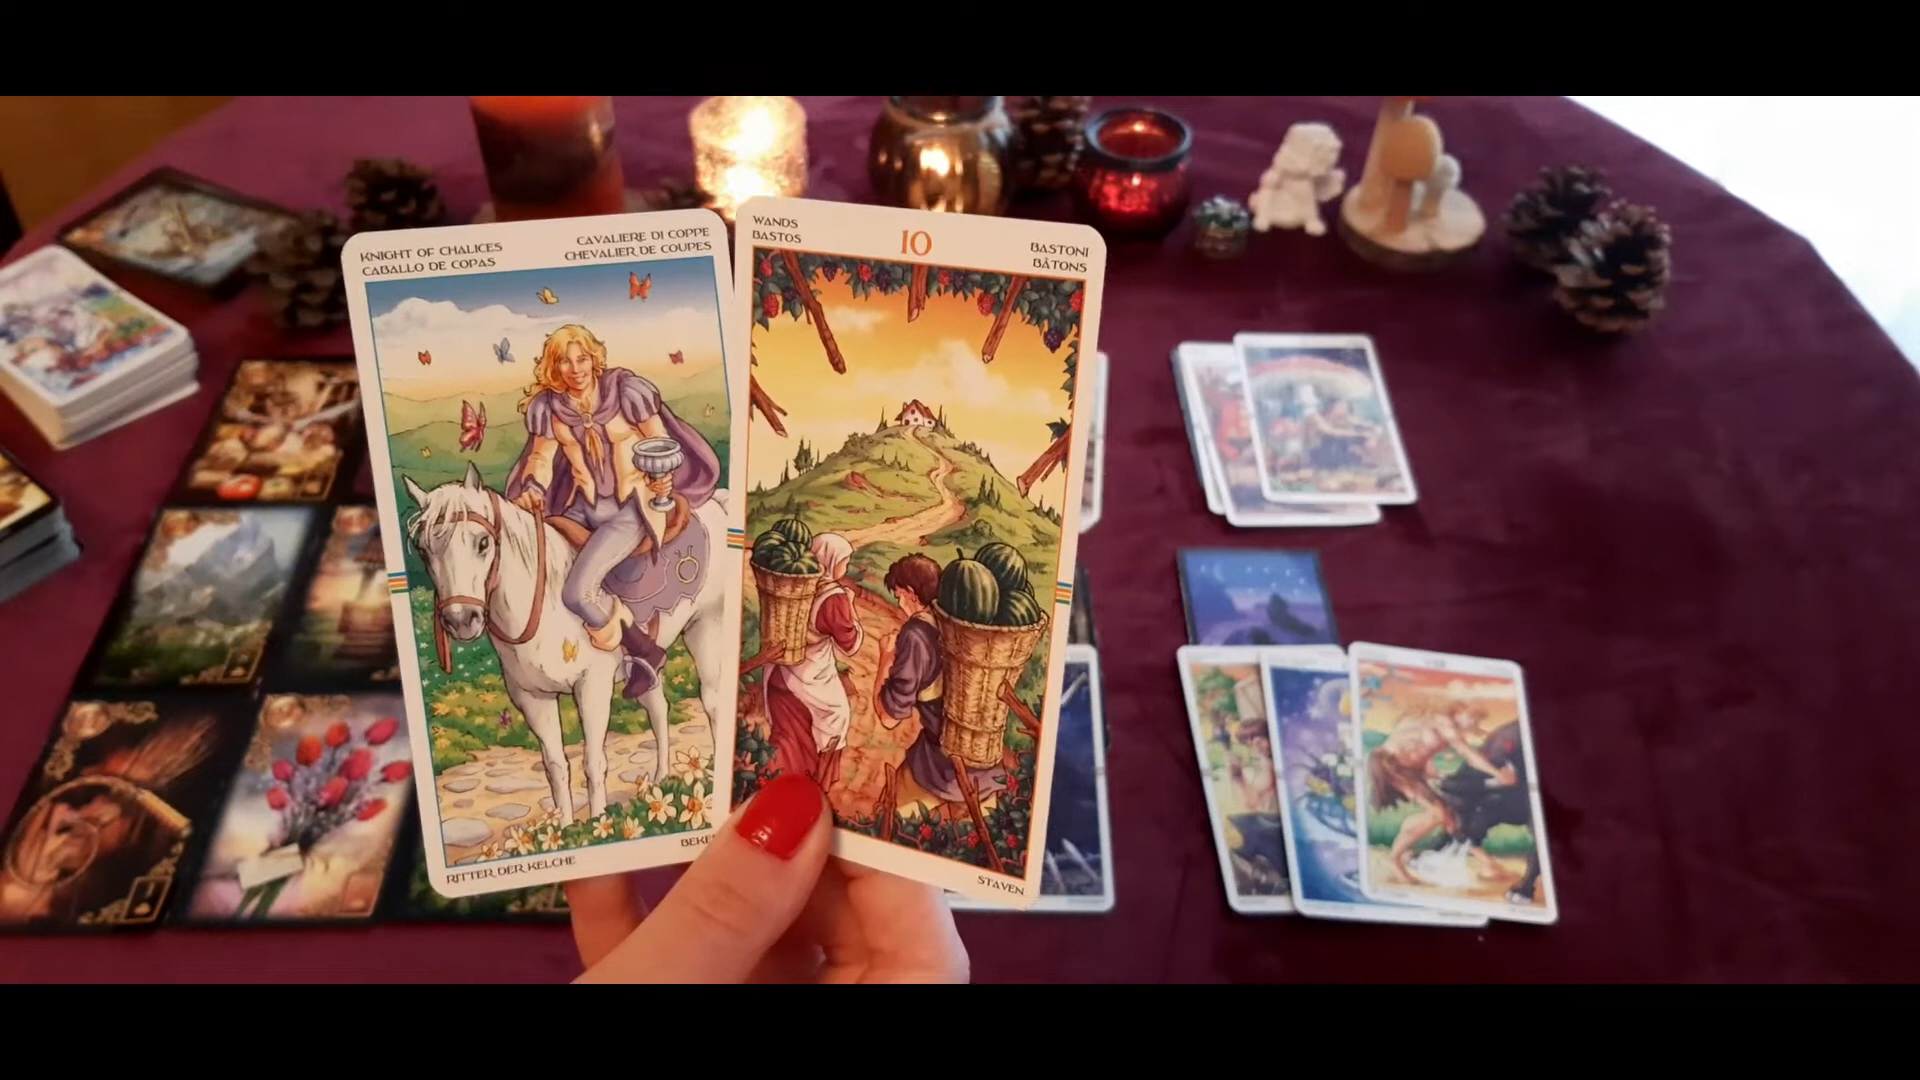 KNIGHT OF CHALICES
CABALLO DE COPAS
CAVALIERE DI COPPE
CHEVALIER DE COUPES
RITTER DER KELCHE
WANDS
BASTOS
10
BASTONI
BÂTONS
STAVEN